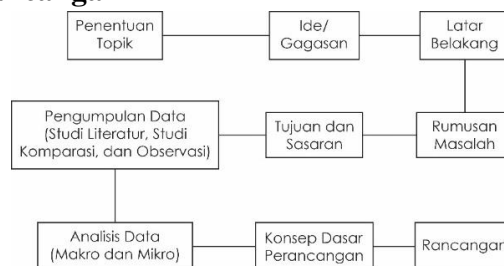 Penentuan
Topik
Ide/
Gagasan
Latar
Belakang
Rumusan
Masalah
Tujuan dan
Sasaran
Pengumpulan Data
(Studi Literatur, Studi
Komparasi, dan Observasi)
Analisis Data
(Makro dan Mikro)
Konsep Dasar
Perancangan
Rancangan